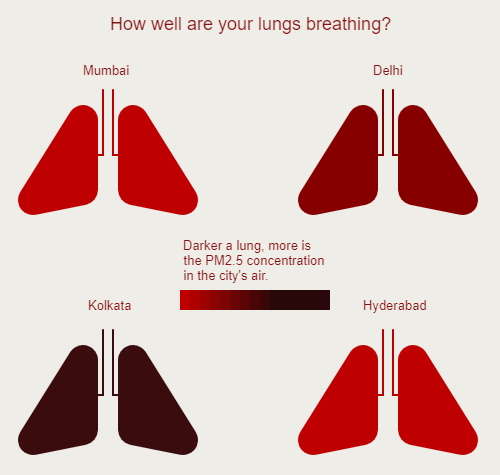 How well are your lungs breathing?
Mumbai
Delhi
Darker a lung, more is
the PM2.5 concentration
in the city's air.
Kolkata
Hyderabad